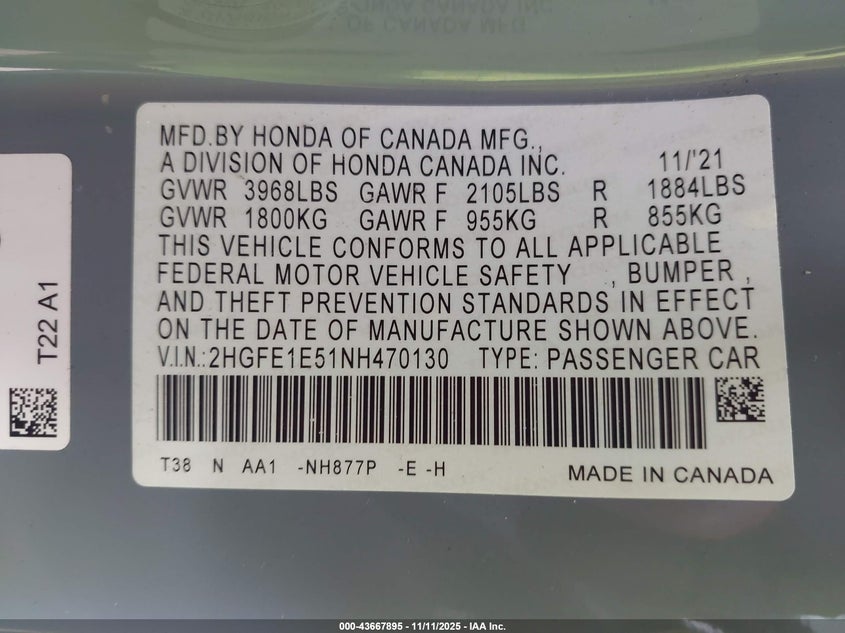 MFD.BY HONDA OF CANADA MFG.,
A DIVISION OF HONDA CANADA INC. 11/'21
GVWR 3968LBS GAWR F 2105LBS R 1884LBS
GVWR 1800KG GAWR F 955KG R 855KG
THIS VEHICLE CONFORMS TO ALL APPLICABLE
FEDERAL MOTOR VEHICLE SAFETY , BUMPER ,
AND THEFT PREVENTION STANDARDS IN EFFECT
ON THE DATE OF MANUFACTURE SHOWN ABOVE.
V.I.N.: 2HGFE1E51NH470130 TYPE: PASSENGER CAR
T38 N AA1 -NH877P -E -H
MADE IN CANADA
T22 A1
000-43667895 - 11/11/2025 - IAA Inc.